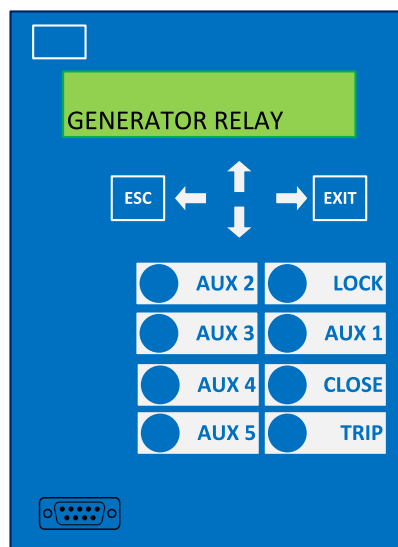 GENERATOR RELAY
ESC
EXIT
AUX 2 LOCK
AUX 3 AUX 1
AUX 4 CLOSE
AUX 5 TRIP